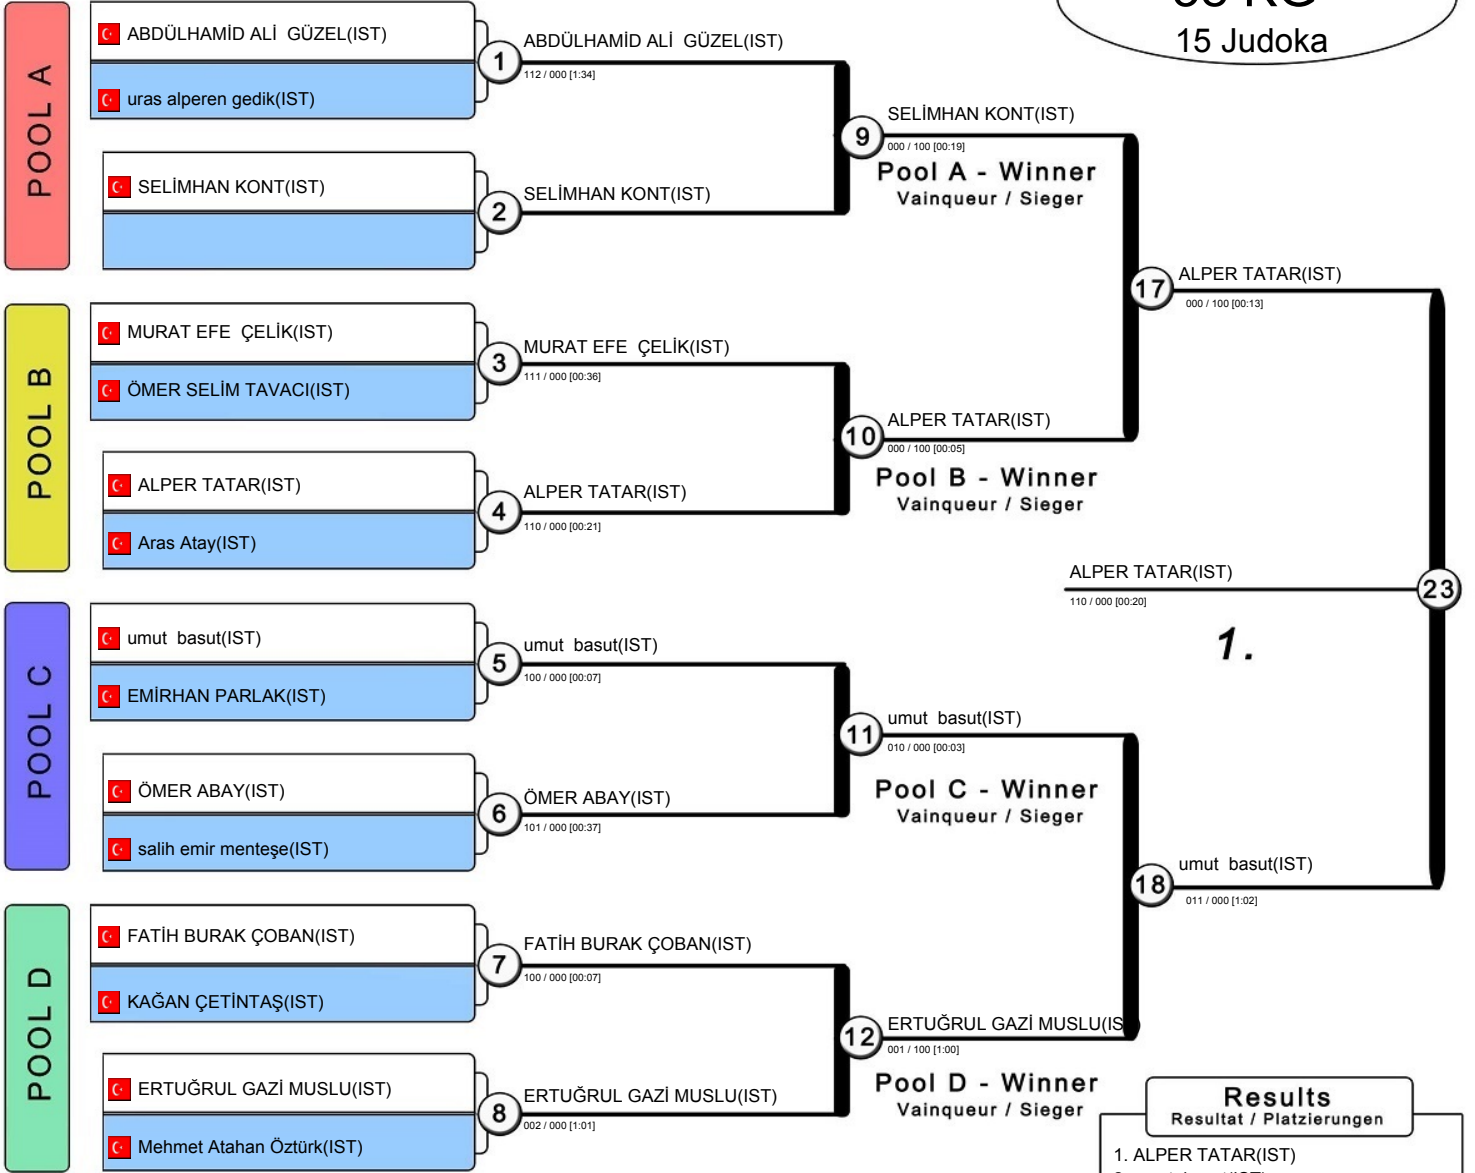 15 Judoka
POOL A
ABDÜLHAMİD ALİ  GÜZEL(IST)
uras alperen gedik(IST)
1
ABDÜLHAMİD ALİ  GÜZEL(IST)
112 / 000 [1:34]
SELİMHAN KONT(IST)
2
SELİMHAN KONT(IST)
9
SELİMHAN KONT(IST)
000 / 100 [00:19]
Pool A - Winner
Vainqueur / Sieger
POOL B
MURAT EFE  ÇELİK(IST)
ÖMER SELİM TAVACI(IST)
3
MURAT EFE  ÇELİK(IST)
111 / 000 [00:36]
ALPER TATAR(IST)
Aras Atay(IST)
4
ALPER TATAR(IST)
110 / 000 [00:21]
10
ALPER TATAR(IST)
000 / 100 [00:05]
Pool B - Winner
Vainqueur / Sieger
17
ALPER TATAR(IST)
000 / 100 [00:13]
POOL C
umut  basut(IST)
EMİRHAN PARLAK(IST)
5
umut  basut(IST)
100 / 000 [00:07]
ÖMER ABAY(IST)
salih emir menteşe(IST)
6
ÖMER ABAY(IST)
101 / 000 [00:37]
11
umut  basut(IST)
010 / 000 [00:03]
Pool C - Winner
Vainqueur / Sieger
POOL D
FATİH BURAK ÇOBAN(IST)
KAĞAN ÇETİNTAŞ(IST)
7
FATİH BURAK ÇOBAN(IST)
100 / 000 [00:07]
ERTUĞRUL GAZİ MUSLU(IST)
Mehmet Atahan Öztürk(IST)
8
ERTUĞRUL GAZİ MUSLU(IST)
002 / 000 [1:01]
12
ERTUĞRUL GAZİ MUSLU(IS
001 / 100 [1:00]
Pool D - Winner
Vainqueur / Sieger
18
umut  basut(IST)
011 / 000 [1:02]
23
ALPER TATAR(IST)
110 / 000 [00:20]
1.
Results
Resultat / Platzierungen
1. ALPER TATAR(IST)